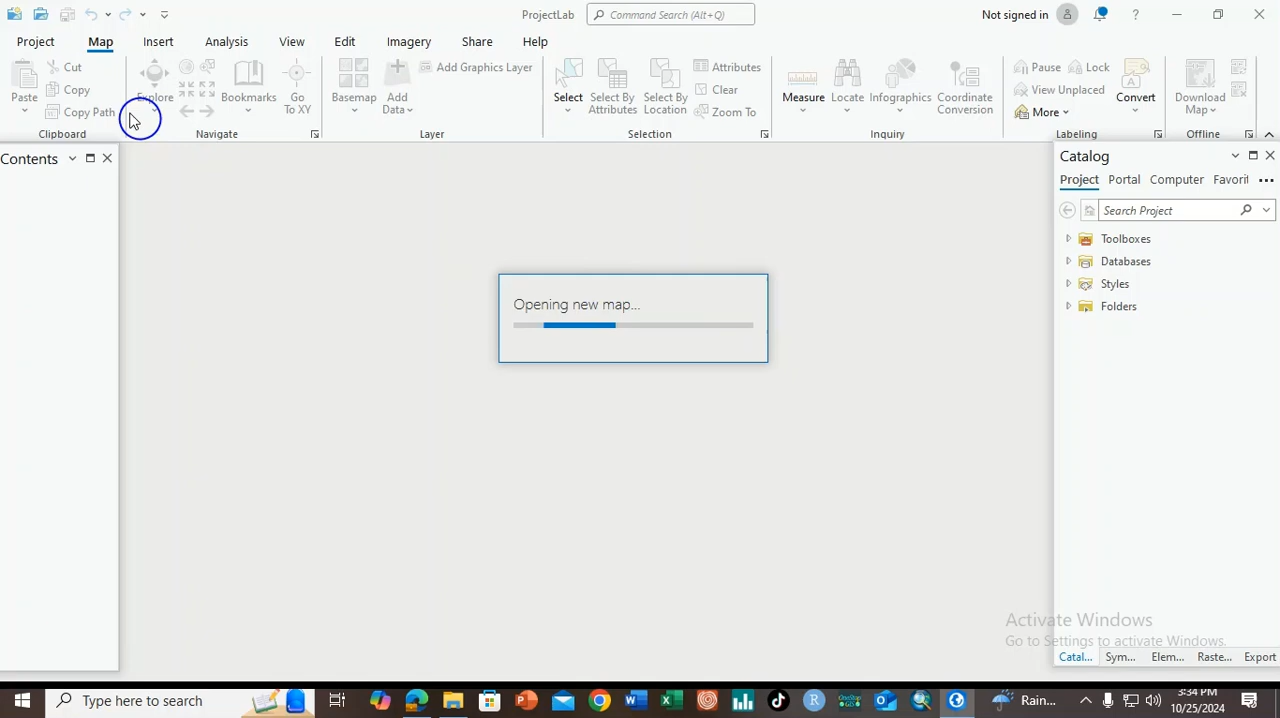 ProjectLab
Command Search (Alt+Q)
Not signed in
?
Project Map Insert Analysis View Edit Imagery Share Help
Paste
Cut
Copy
Copy Path
Clipboard
Explore
Bookmarks
Go
To XY
Navigate
Basemap
Add
Data
Add Graphics Layer
Layer
Select
Select By
Attributes
Select By
Location
Attributes
Clear
Zoom To
Selection
Measure
Locate
Infographics
Coordinate
Conversion
Inquiry
Pause
Lock
View Unplaced
More
Convert
Labeling
Download
Map
Offline
Contents
Opening new map...
Catalog
Project Portal Computer Favorit
Search Project
Toolboxes
Databases
Styles
Folders
Activate Windows
Go to Settings to activate Windows.
Catal... Sym... Elem... Raste... Export
Type here to search
Rain...
3:34 PM
10/25/2024